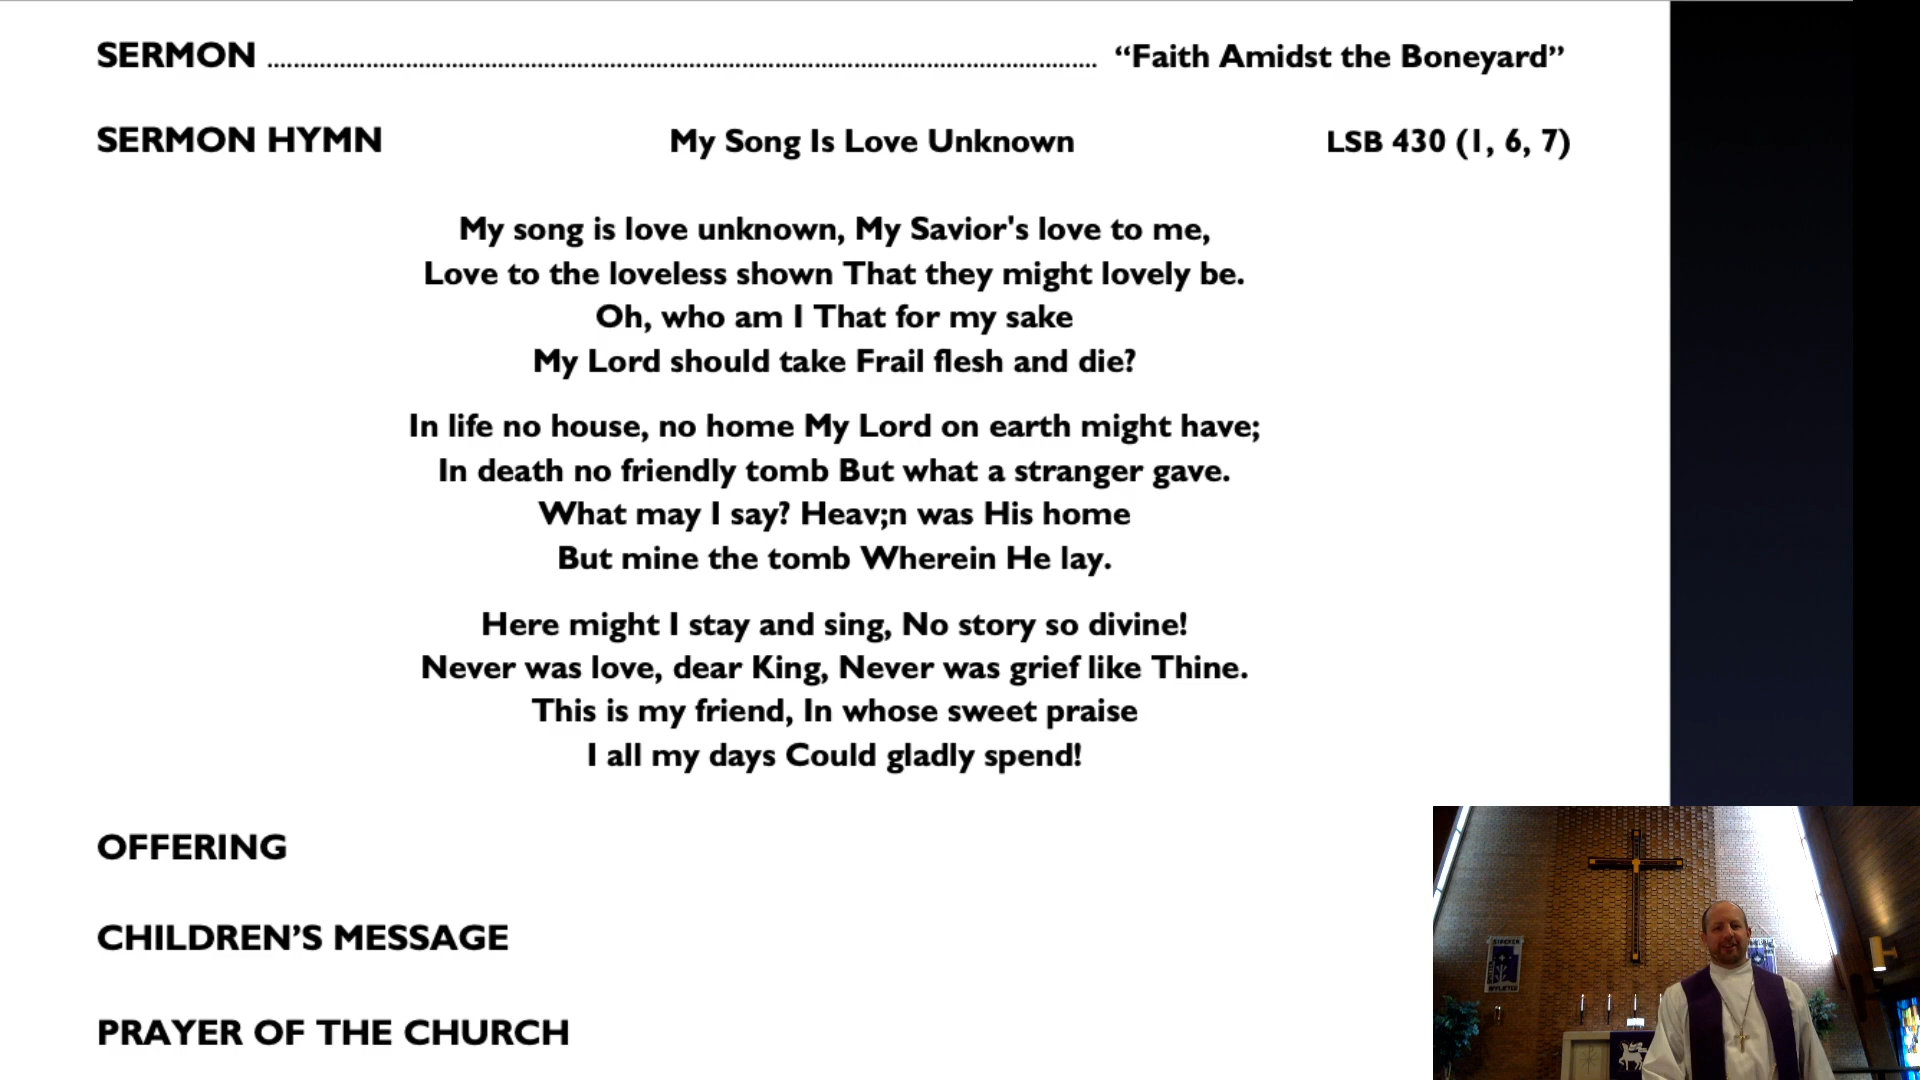 SERMON ........................................................................................................................... “Faith Amidst the Boneyard”
SERMON HYMN My Song Is Love Unknown LSB 430 (1, 6, 7)
My song is love unknown, My Savior's love to me,
Love to the loveless shown That they might lovely be.
Oh, who am I That for my sake
My Lord should take Frail flesh and die?
In life no house, no home My Lord on earth might have;
In death no friendly tomb But what a stranger gave.
What may I say? Heav;n was His home
But mine the tomb Wherein He lay.
Here might I stay and sing, No story so divine!
Never was love, dear King, Never was grief like Thine.
This is my friend, In whose sweet praise
I all my days Could gladly spend!
OFFERING
CHILDREN’S MESSAGE
PRAYER OF THE CHURCH